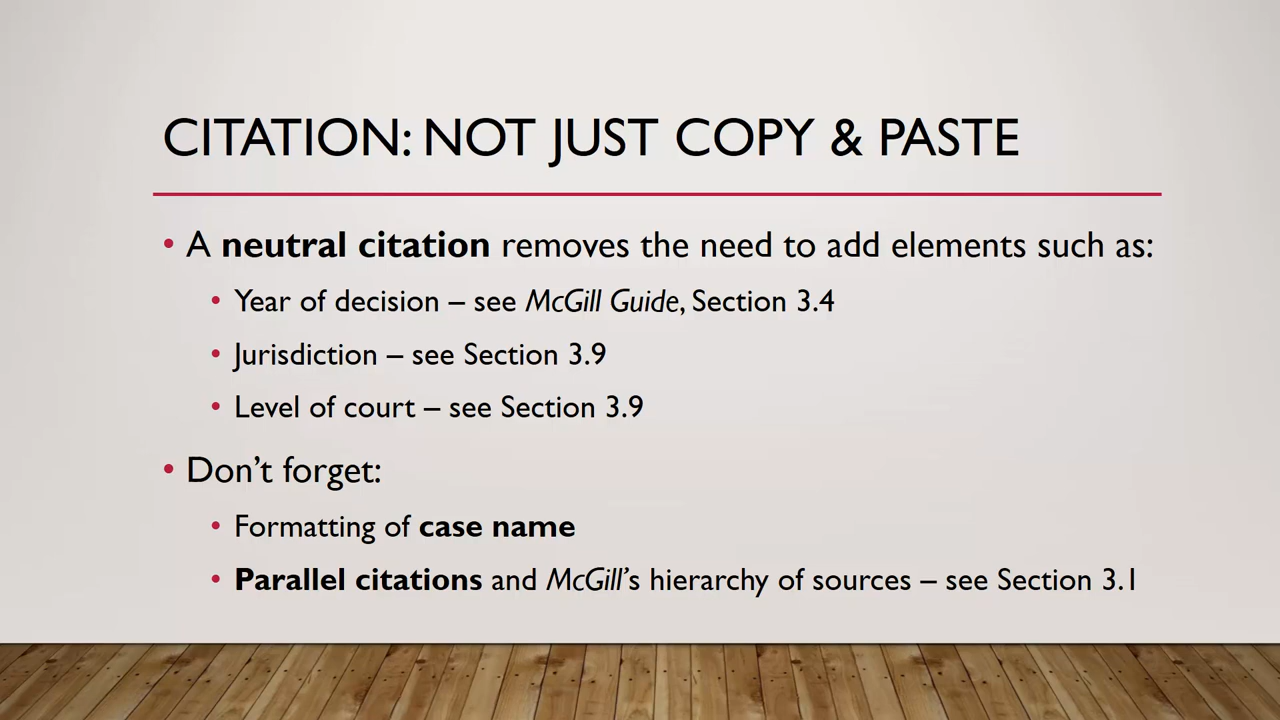 CITATION: NOT JUST COPY & PASTE
• A neutral citation removes the need to add elements such as:
• Year of decision – see McGill Guide, Section 3.4
• Jurisdiction – see Section 3.9
• Level of court – see Section 3.9
• Don’t forget:
• Formatting of case name
• Parallel citations and McGill’s hierarchy of sources – see Section 3.1